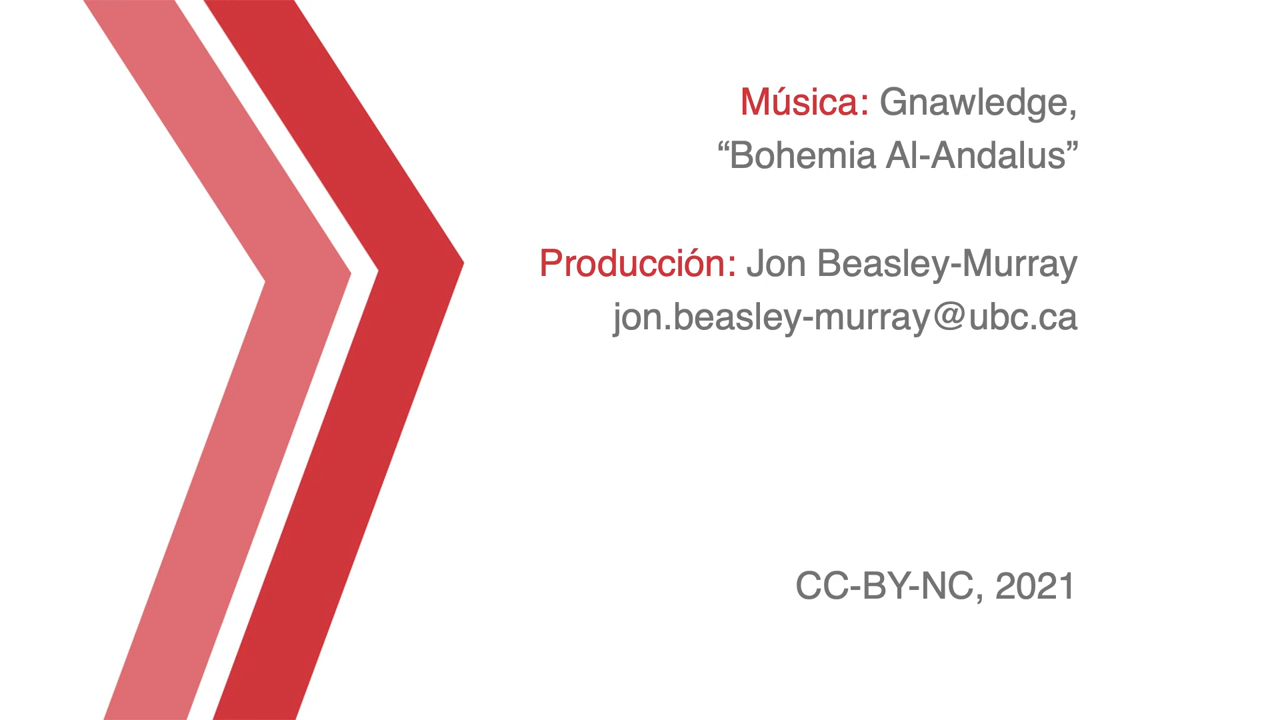 Música: Gnawledge,
“Bohemia Al-Andalus”
Producción: Jon Beasley-Murray
jon.beasley-murray@ubc.ca
CC-BY-NC, 2021